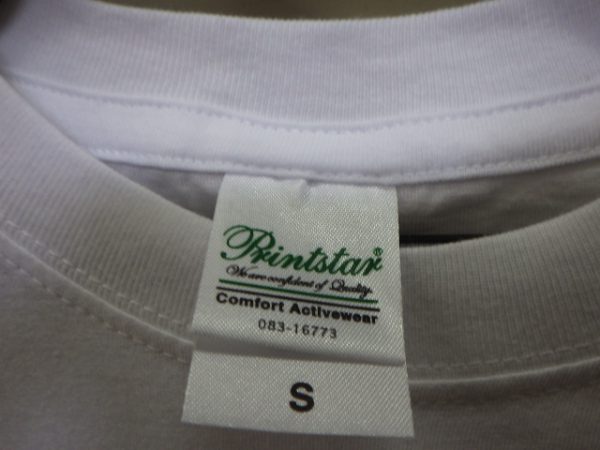 Printstar®
We are confident of Quality.
Comfort Activewear
083-16773
S